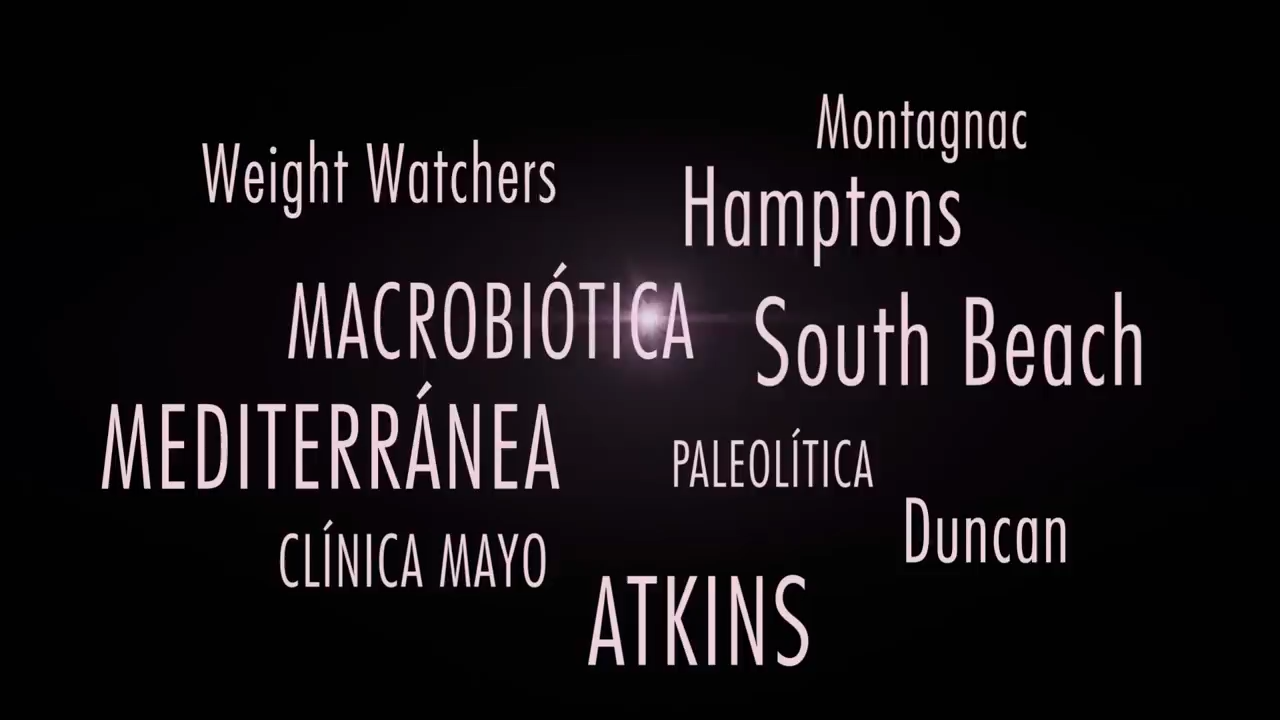 Montagnac
Weight Watchers
Hamptons
MACROBIÓTICA
South Beach
MEDITERRÁNEA
PALEOLÍTICA
Duncan
CLÍNICA MAYO
ATKINS